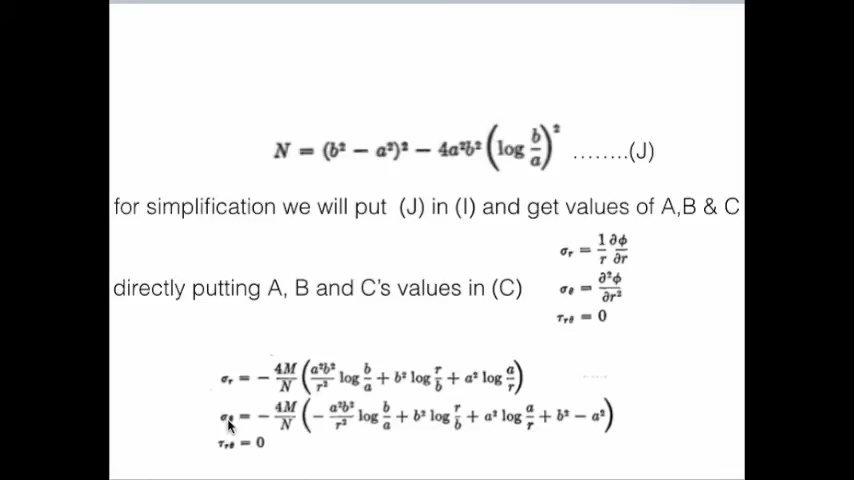 N = (b² − a²)² − 4a²b² (log b/a)² ........(J)
for simplification we will put (J) in (I) and get values of A,B & C
σr = 1/r ∂φ/∂r
directly putting A, B and C's values in (C)
σθ = ∂²φ/∂r²
τrθ = 0
σr = − 4M/N (a²b²/r² log b/a + b² log r/b + a² log a/r)
σθ = − 4M/N (− a²b²/r² log b/a + b² log r/b + a² log a/r + b² − a²)
τrθ = 0